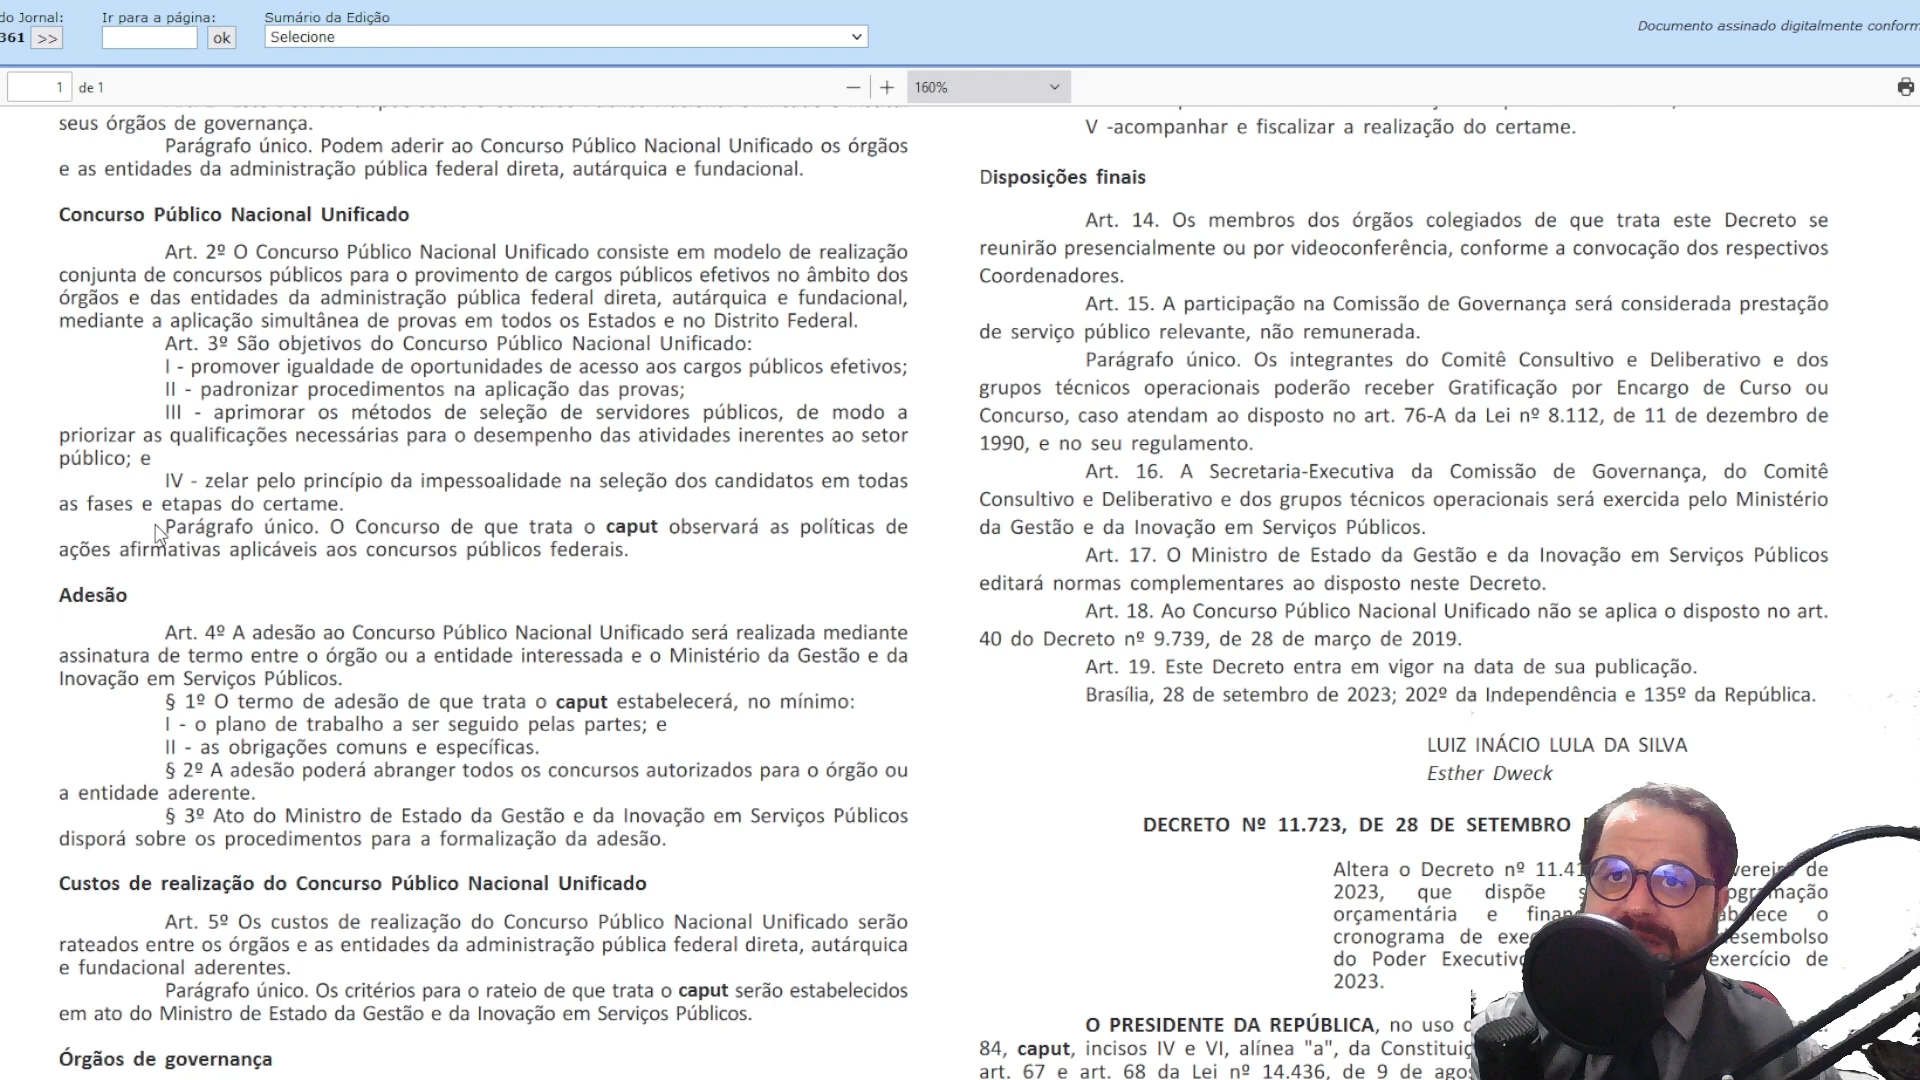 do Jornal:
361 >>
Ir para a página:
ok
Sumário da Edição
Selecione
Documento assinado digitalmente conform
1 de 1
160%
seus órgãos de governança.
Parágrafo único. Podem aderir ao Concurso Público Nacional Unificado os órgãos
e as entidades da administração pública federal direta, autárquica e fundacional.
Concurso Público Nacional Unificado
Art. 2º O Concurso Público Nacional Unificado consiste em modelo de realização
conjunta de concursos públicos para o provimento de cargos públicos efetivos no âmbito dos
órgãos e das entidades da administração pública federal direta, autárquica e fundacional,
mediante a aplicação simultânea de provas em todos os Estados e no Distrito Federal.
Art. 3º São objetivos do Concurso Público Nacional Unificado:
I - promover igualdade de oportunidades de acesso aos cargos públicos efetivos;
II - padronizar procedimentos na aplicação das provas;
III - aprimorar os métodos de seleção de servidores públicos, de modo a
priorizar as qualificações necessárias para o desempenho das atividades inerentes ao setor
público; e
IV - zelar pelo princípio da impessoalidade na seleção dos candidatos em todas
as fases e etapas do certame.
Parágrafo único. O Concurso de que trata o caput observará as políticas de
ações afirmativas aplicáveis aos concursos públicos federais.
Adesão
Art. 4º A adesão ao Concurso Público Nacional Unificado será realizada mediante
assinatura de termo entre o órgão ou a entidade interessada e o Ministério da Gestão e da
Inovação em Serviços Públicos.
§ 1º O termo de adesão de que trata o caput estabelecerá, no mínimo:
I - o plano de trabalho a ser seguido pelas partes; e
II - as obrigações comuns e específicas.
§ 2º A adesão poderá abranger todos os concursos autorizados para o órgão ou
a entidade aderente.
§ 3º Ato do Ministro de Estado da Gestão e da Inovação em Serviços Públicos
disporá sobre os procedimentos para a formalização da adesão.
Custos de realização do Concurso Público Nacional Unificado
Art. 5º Os custos de realização do Concurso Público Nacional Unificado serão
rateados entre os órgãos e as entidades da administração pública federal direta, autárquica
e fundacional aderentes.
Parágrafo único. Os critérios para o rateio de que trata o caput serão estabelecidos
em ato do Ministro de Estado da Gestão e da Inovação em Serviços Públicos.
Órgãos de governança
V -acompanhar e fiscalizar a realização do certame.
Disposições finais
Art. 14. Os membros dos órgãos colegiados de que trata este Decreto se
reunirão presencialmente ou por videoconferência, conforme a convocação dos respectivos
Coordenadores.
Art. 15. A participação na Comissão de Governança será considerada prestação
de serviço público relevante, não remunerada.
Parágrafo único. Os integrantes do Comitê Consultivo e Deliberativo e dos
grupos técnicos operacionais poderão receber Gratificação por Encargo de Curso ou
Concurso, caso atendam ao disposto no art. 76-A da Lei nº 8.112, de 11 de dezembro de
1990, e no seu regulamento.
Art. 16. A Secretaria-Executiva da Comissão de Governança, do Comitê
Consultivo e Deliberativo e dos grupos técnicos operacionais será exercida pelo Ministério
da Gestão e da Inovação em Serviços Públicos.
Art. 17. O Ministro de Estado da Gestão e da Inovação em Serviços Públicos
editará normas complementares ao disposto neste Decreto.
Art. 18. Ao Concurso Público Nacional Unificado não se aplica o disposto no art.
40 do Decreto nº 9.739, de 28 de março de 2019.
Art. 19. Este Decreto entra em vigor na data de sua publicação.
Brasília, 28 de setembro de 2023; 202º da Independência e 135º da República.
LUIZ INÁCIO LULA DA SILVA
Esther Dweck
DECRETO Nº 11.723, DE 28 DE SETEMBRO
Altera o Decreto nº 11.41 de
2023, que dispõe
orçamentária e o
cronograma de desembolso
do Poder Executivo exercício de
2023.
O PRESIDENTE DA REPÚBLICA, no uso
84, caput, incisos IV e VI, alínea "a", da
art. 67 e art. 68 da Lei nº 14.436, de 9 de